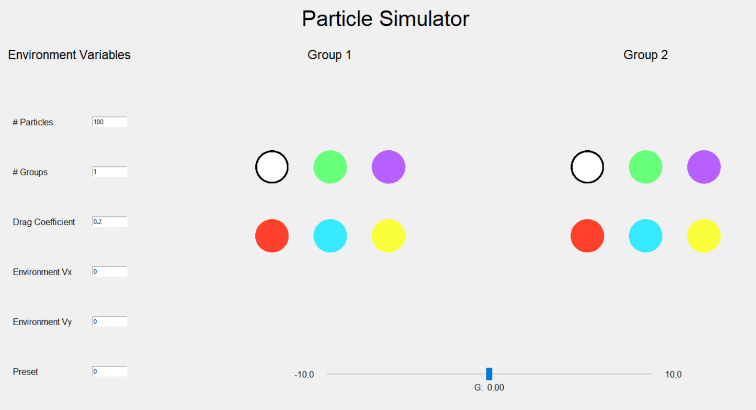 Particle Simulator
Environment Variables
Group 1
Group 2
# Particles 100
# Groups 1
Drag Coefficient 0.2
Environment Vx 0
Environment Vy 0
Preset 0
-10.0
10.0
G: 0.00